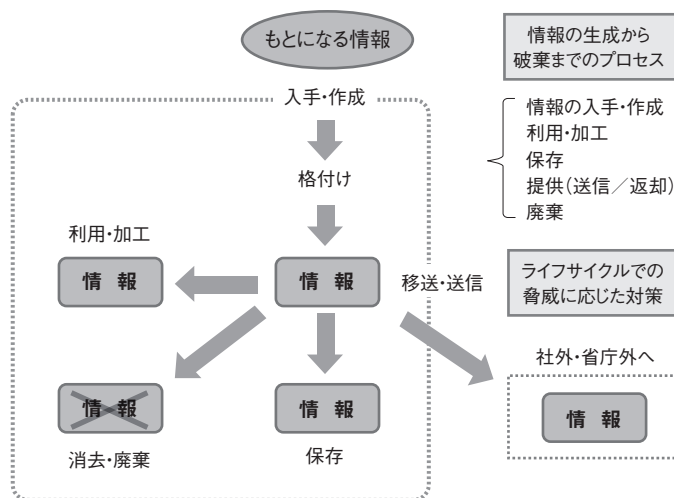 もとになる情報
入手・作成
格付け
利用・加工
情 報
情 報
移送・送信
情 報
消去・廃棄
情 報
保存
情報の生成から
破棄までのプロセス
情報の入手・作成
利用・加工
保存
提供(送信／返却)
廃棄
ライフサイクルでの
脅威に応じた対策
社外・省庁外へ
情 報